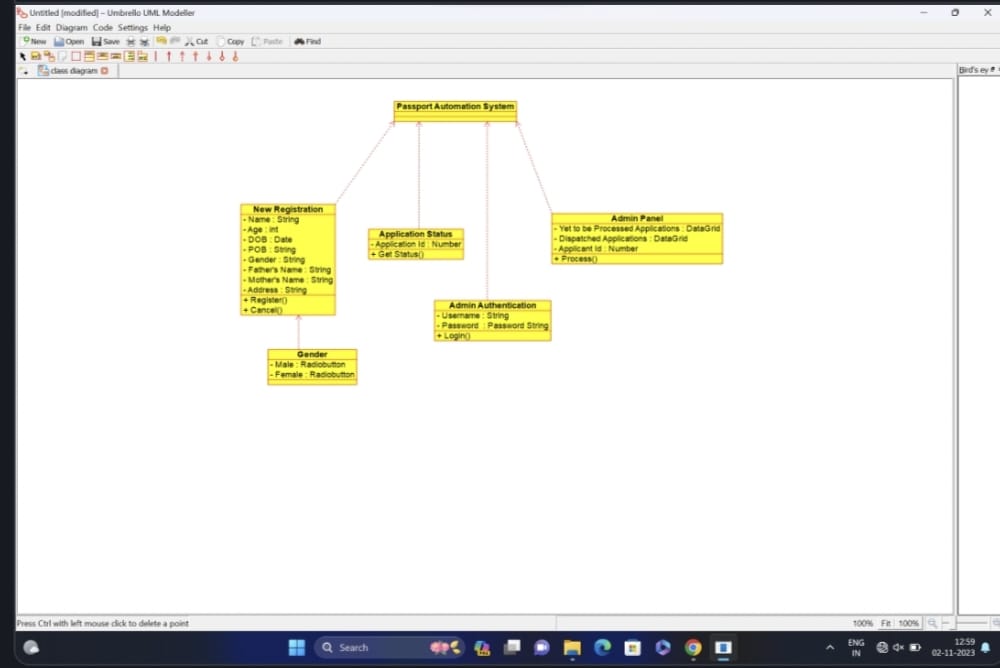 Untitled [modified] – Umbrello UML Modeller
File Edit Diagram Code Settings Help
New Open Save Cut Copy Paste Find
class diagram
Bird's ey
Passport Automation System
New Registration
- Name : String
- Age : int
- DOB : Date
- POB : String
- Gender : String
- Father's Name : String
- Mother's Name : String
- Address : String
+ Register()
+ Cancel()
Application Status
- Application Id : Number
+ Get Status()
Admin Panel
- Yet to be Processed Applications : DataGrid
- Dispatched Applications : DataGrid
- Applicant Id : Number
+ Process()
Admin Authentication
- Username : String
- Password : Password String
+ Login()
Gender
- Male : Radiobutton
- Female : Radiobutton
Press Ctrl with left mouse click to delete a point
100% Fit 100%
Search
ENG
IN
12:59
02-11-2023